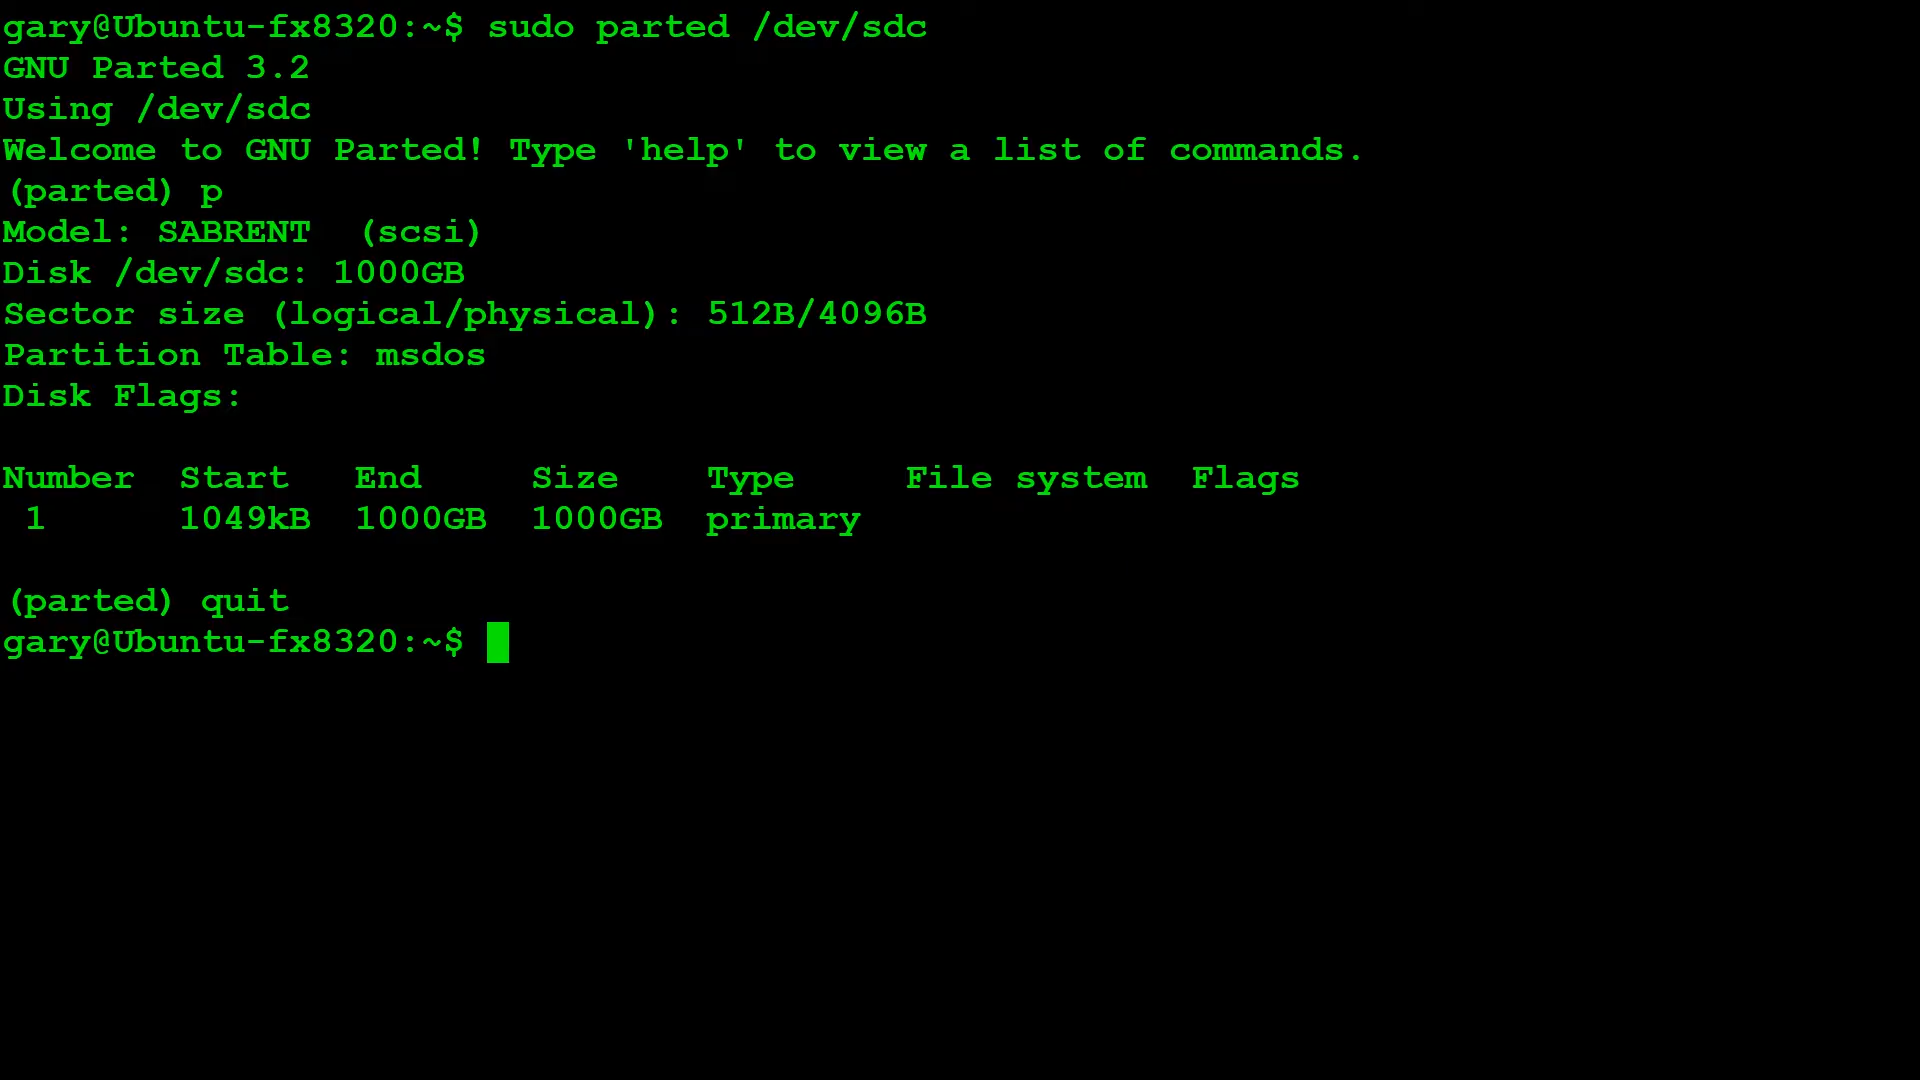 gary@Ubuntu-fx8320:~$ sudo parted /dev/sdc
GNU Parted 3.2
Using /dev/sdc
Welcome to GNU Parted! Type 'help' to view a list of commands.
(parted) p
Model: SABRENT  (scsi)
Disk /dev/sdc: 1000GB
Sector size (logical/physical): 512B/4096B
Partition Table: msdos
Disk Flags:
Number  Start   End     Size    Type     File system  Flags
 1      1049kB  1000GB  1000GB  primary
(parted) quit
gary@Ubuntu-fx8320:~$